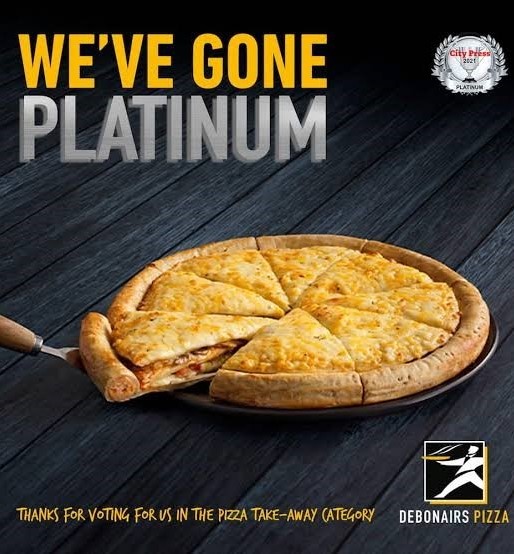 WE'VE GONE
PLATINUM
City Press
2021
PLATINUM
THANKS FOR VOTING FOR US IN THE PIZZA TAKE-AWAY CATEGORY
DEBONAIRS PIZZA